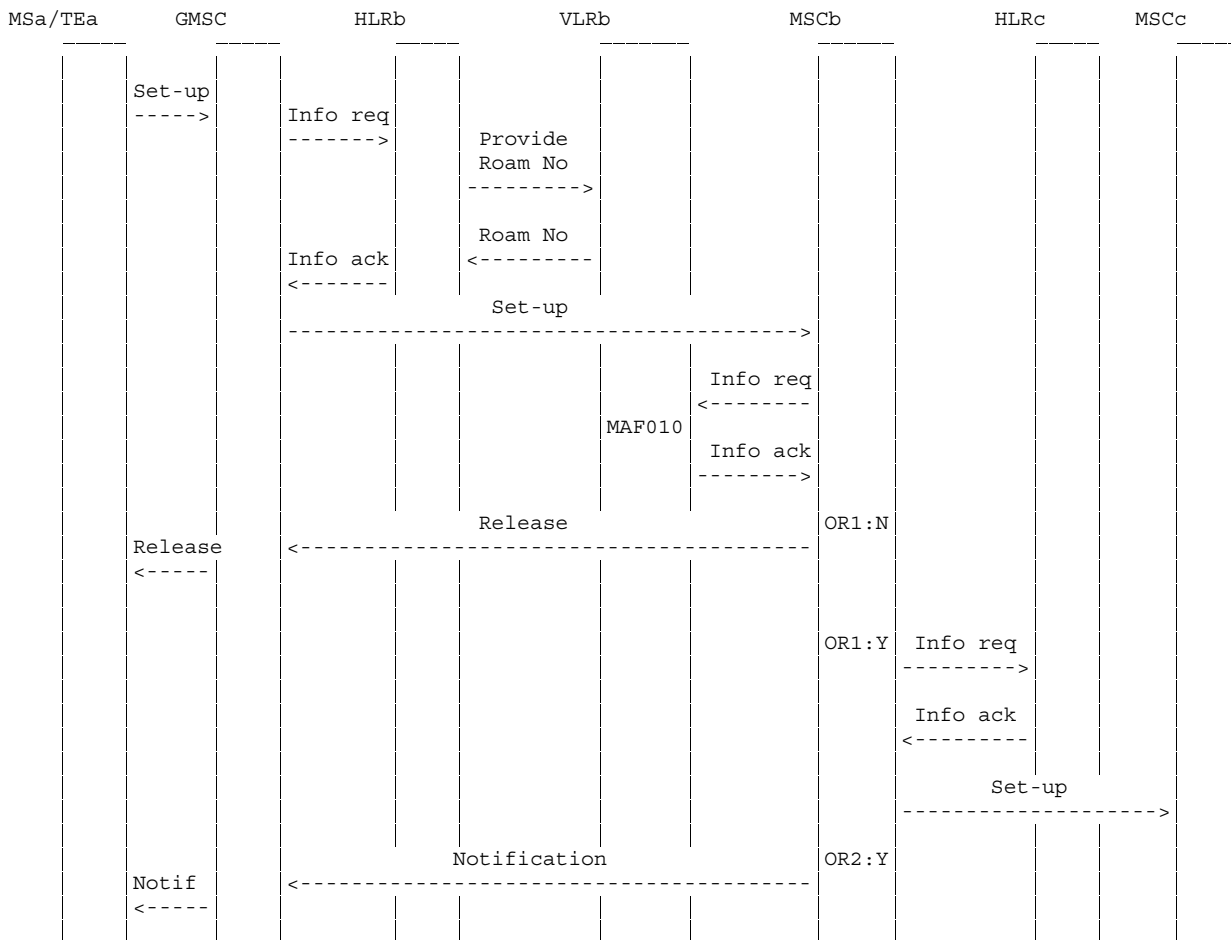 MSa/TEa GMSC HLRb VLRb MSCb HLRc MSCc
Set-up
-----> Info req
-------> Provide
Roam No
--------->
Roam No
Info ack <---------
<-------
Set-up
---------------------------------------->
Info req
<--------
MAF010
Info ack
-------->
Release OR1:N
Release <----------------------------------------
<-----
OR1:Y Info req
--------->
Info ack
<---------
Set-up
-------------------->
Notification OR2:Y
Notif <----------------------------------------
<-----